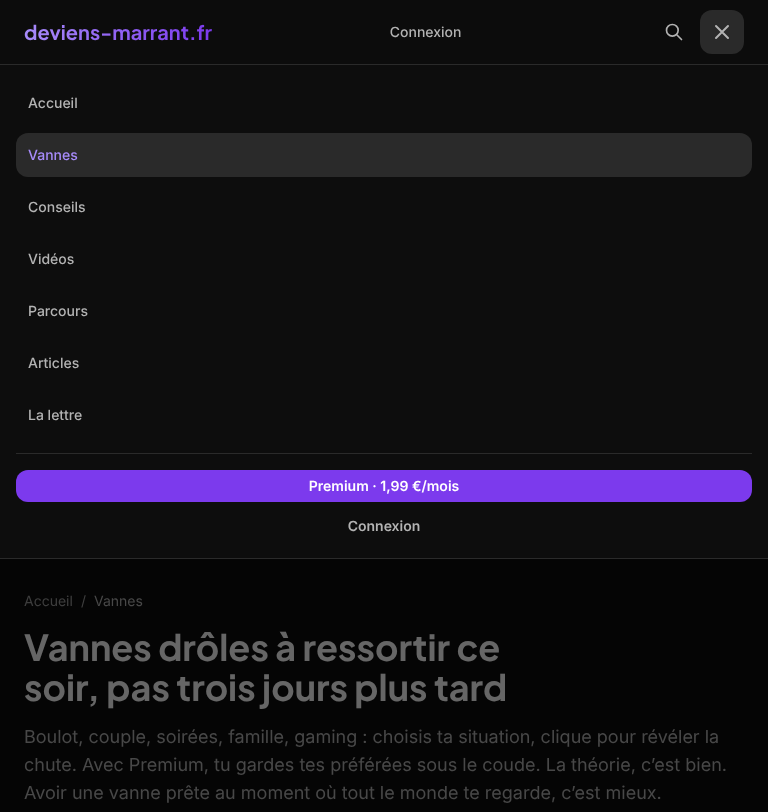 deviens-marrant.fr
Connexion
Accueil
Vannes
Conseils
Vidéos
Parcours
Articles
La lettre
Premium · 1,99 €/mois
Connexion
Accueil / Vannes
Vannes drôles à ressortir ce
soir, pas trois jours plus tard
Boulot, couple, soirées, famille, gaming : choisis ta situation, clique pour révéler la
chute. Avec Premium, tu gardes tes préférées sous le coude. La théorie, c’est bien.
Avoir une vanne prête au moment où tout le monde te regarde, c’est mieux.